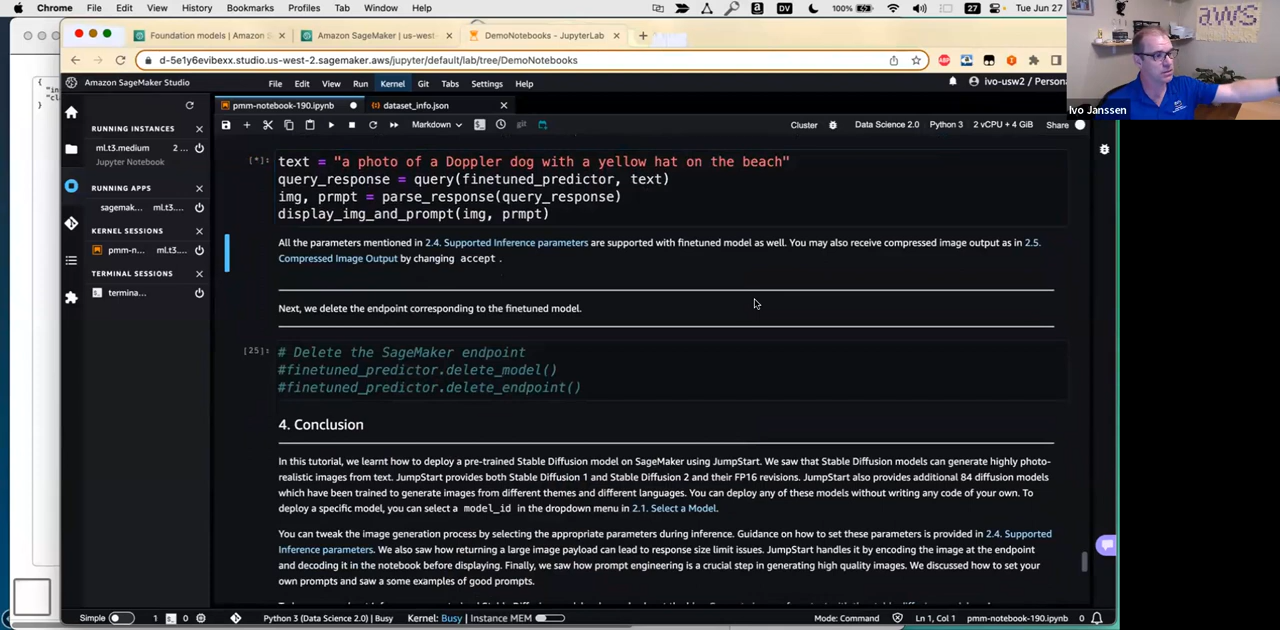 Chrome File Edit View History Bookmarks Profiles Tab Window Help
a DV 100% 27 Tue Jun 27
Foundation models | Amazon S Amazon SageMaker | us-west- DemoNotebooks - JupyterLab
d-5e1y6evibexx.studio.us-west-2.sagemaker.aws/jupyter/default/lab/tree/DemoNotebooks
aws
Ivo Janssen
Amazon SageMaker Studio File Edit View Run Kernel Git Tabs Settings Help ivo-usw2 / Persona
pmm-notebook-190.ipynb dataset_info.json
Markdown git Cluster Data Science 2.0 Python 3 2 vCPU + 4 GiB Share
RUNNING INSTANCES
ml.t3.medium 2 ...
Jupyter Notebook
RUNNING APPS
sagemak... ml.t3....
KERNEL SESSIONS
pmm-n... ml.t3....
TERMINAL SESSIONS
termina...
[*]: text = "a photo of a Doppler dog with a yellow hat on the beach"
query_response = query(finetuned_predictor, text)
img, prmpt = parse_response(query_response)
display_img_and_prompt(img, prmpt)
All the parameters mentioned in 2.4. Supported Inference parameters are supported with finetuned model as well. You may also receive compressed image output as in 2.5.
Compressed Image Output by changing accept .
Next, we delete the endpoint corresponding to the finetuned model.
[25]: # Delete the SageMaker endpoint
#finetuned_predictor.delete_model()
#finetuned_predictor.delete_endpoint()
4. Conclusion
In this tutorial, we learnt how to deploy a pre-trained Stable Diffusion model on SageMaker using JumpStart. We saw that Stable Diffusion models can generate highly photo-
realistic images from text. JumpStart provides both Stable Diffusion 1 and Stable Diffusion 2 and their FP16 revisions. JumpStart also provides additional 84 diffusion models
which have been trained to generate images from different themes and different languages. You can deploy any of these models without writing any code of your own. To
deploy a specific model, you can select a model_id in the dropdown menu in 2.1. Select a Model.
You can tweak the image generation process by selecting the appropriate parameters during inference. Guidance on how to set these parameters is provided in 2.4. Supported
Inference parameters. We also saw how returning a large image payload can lead to response size limit issues. JumpStart handles it by encoding the image at the endpoint
and decoding it in the notebook before displaying. Finally, we saw how prompt engineering is a crucial step in generating high quality images. We discussed how to set your
own prompts and saw a some examples of good prompts.
Simple 1 0 Python 3 (Data Science 2.0) | Busy Kernel: Busy | Instance MEM Mode: Command Ln 1, Col 1 pmm-notebook-190.ipynb 0